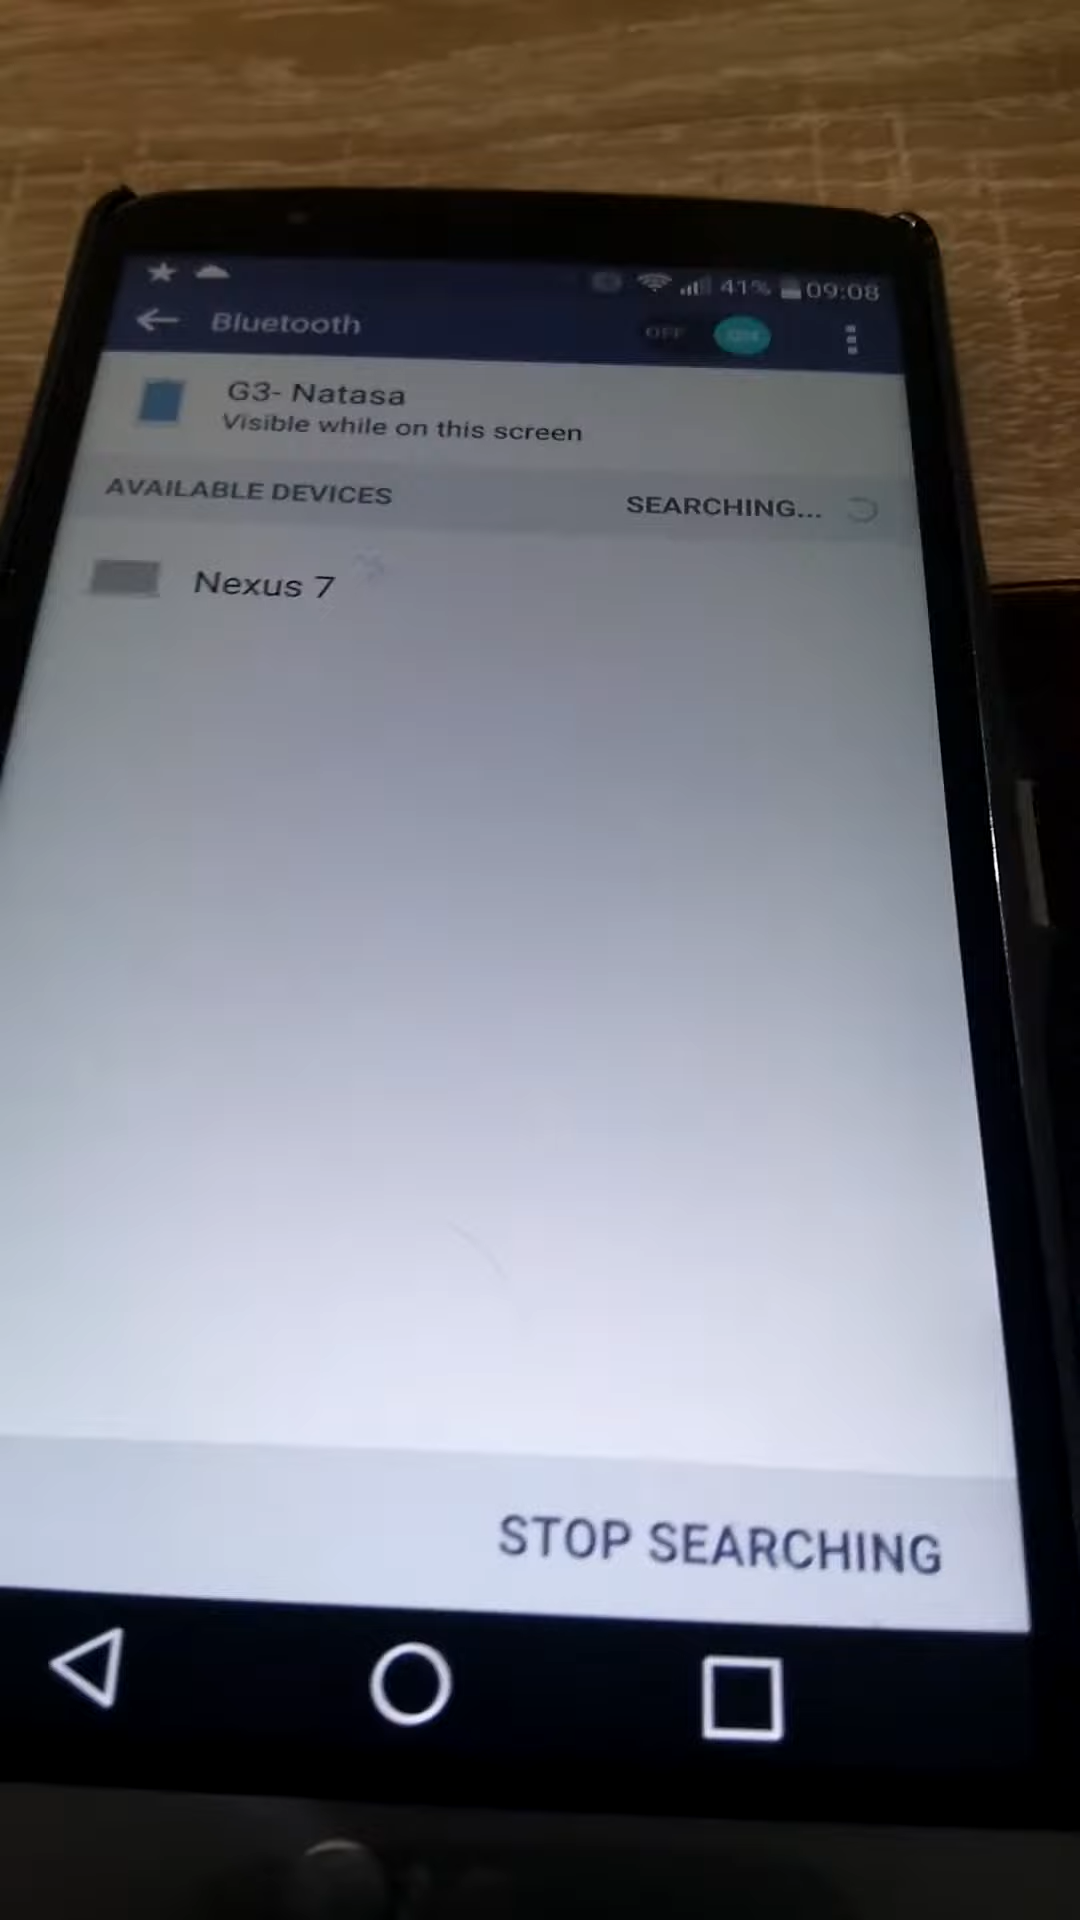 41% 09:08
Bluetooth
OFF
G3- Natasa
Visible while on this screen
AVAILABLE DEVICES
SEARCHING...
Nexus 7
STOP SEARCHING